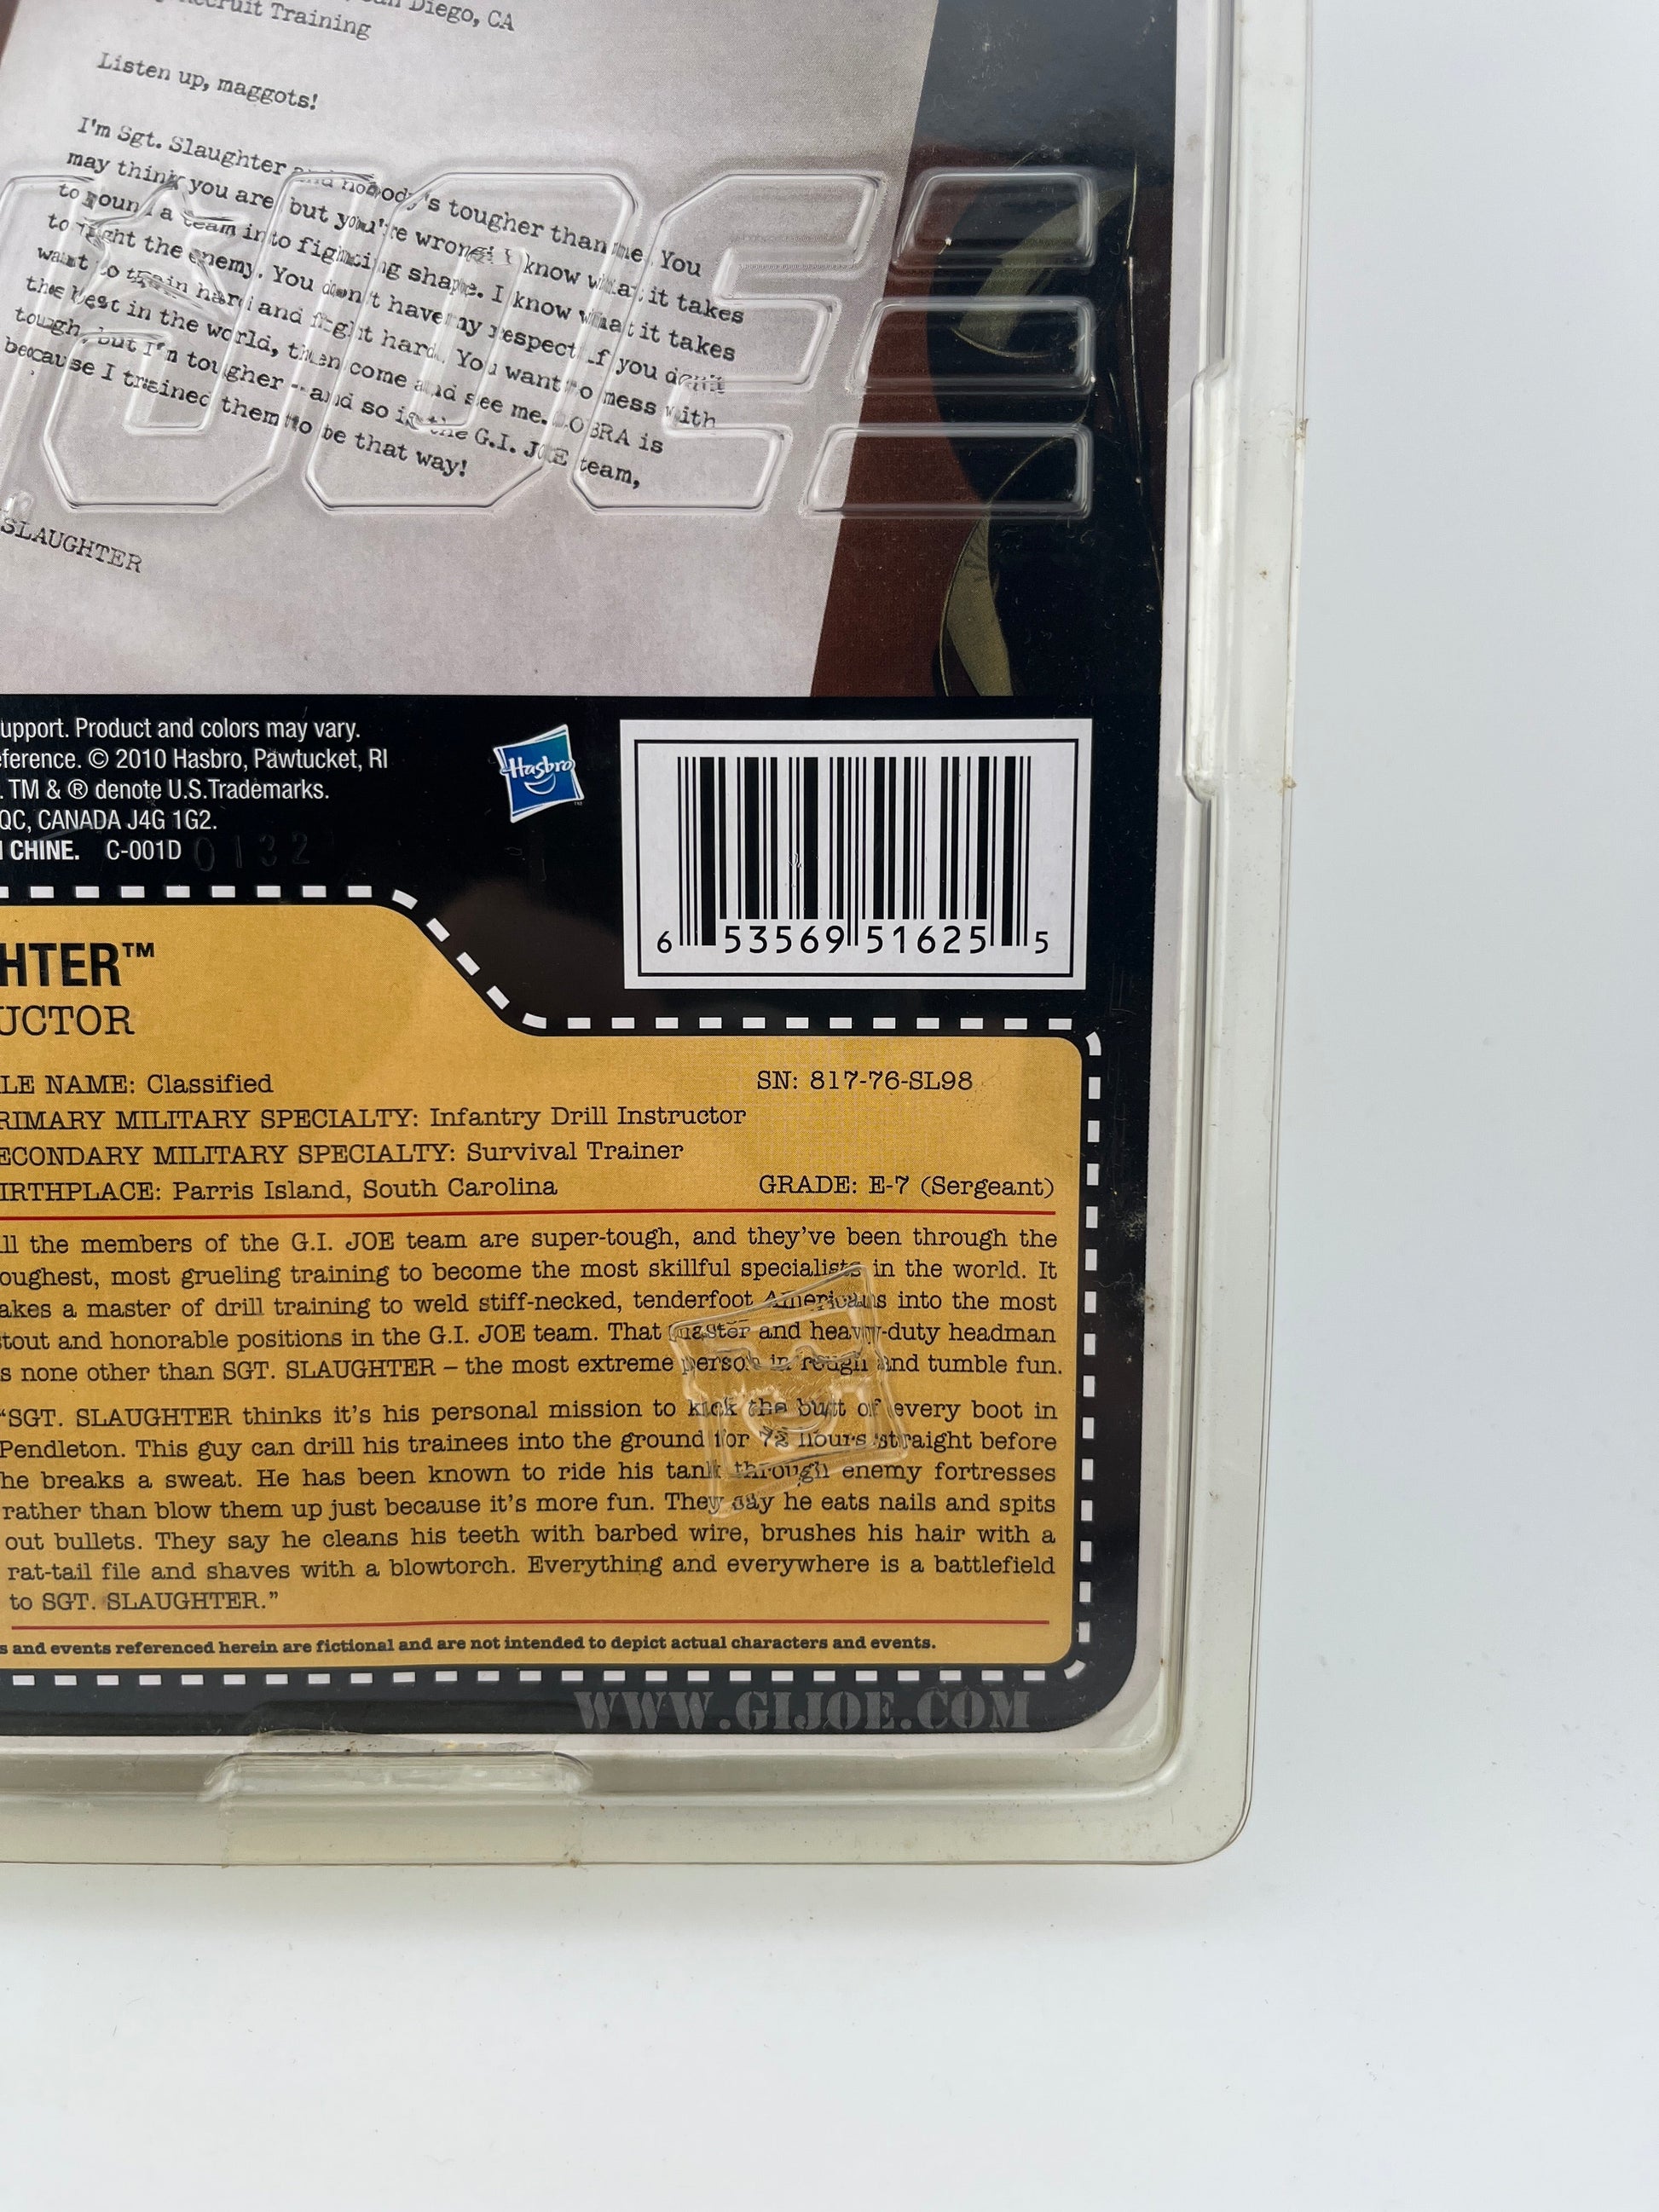 San Diego, CA
Recruit Training
Listen up, maggots!
I'm Sgt. Slaughter and nobody's tougher than me. You
may think you are, but you're wrong! I know what it takes
to pound a team into fighting shape. I know what it takes
to fight the enemy. You don't have my respect if you don't
want to train hard and fight hard. You want to mess with
the best in the world, then come and see me. COBRA is
tough, but I'm tougher -- and so is the G.I. JOE team,
because I trained them to be that way!
SLAUGHTER
JOE
upport. Product and colors may vary.
eference. © 2010 Hasbro, Pawtucket, RI
. TM & ® denote U.S.Trademarks.
QC, CANADA J4G 1G2.
CHINE. C-001D 0132
Hasbro
6 53569 51625 5
HTER™
UCTOR
LE NAME: Classified SN: 817-76-SL98
RIMARY MILITARY SPECIALTY: Infantry Drill Instructor
ECONDARY MILITARY SPECIALTY: Survival Trainer
IRTHPLACE: Parris Island, South Carolina GRADE: E-7 (Sergeant)
ll the members of the G.I. JOE team are super-tough, and they've been through the
oughest, most grueling training to become the most skillful specialists in the world. It
akes a master of drill training to weld stiff-necked, tenderfoot Americans into the most
stout and honorable positions in the G.I. JOE team. That master and heavy-duty headman
s none other than SGT. SLAUGHTER – the most extreme person in rough and tumble fun.
“SGT. SLAUGHTER thinks it's his personal mission to kick the butt of every boot in
Pendleton. This guy can drill his trainees into the ground for 72 hours straight before
he breaks a sweat. He has been known to ride his tank through enemy fortresses
rather than blow them up just because it's more fun. They say he eats nails and spits
out bullets. They say he cleans his teeth with barbed wire, brushes his hair with a
rat-tail file and shaves with a blowtorch. Everything and everywhere is a battlefield
to SGT. SLAUGHTER.”
s and events referenced herein are fictional and are not intended to depict actual characters and events.
WWW.GIJOE.COM